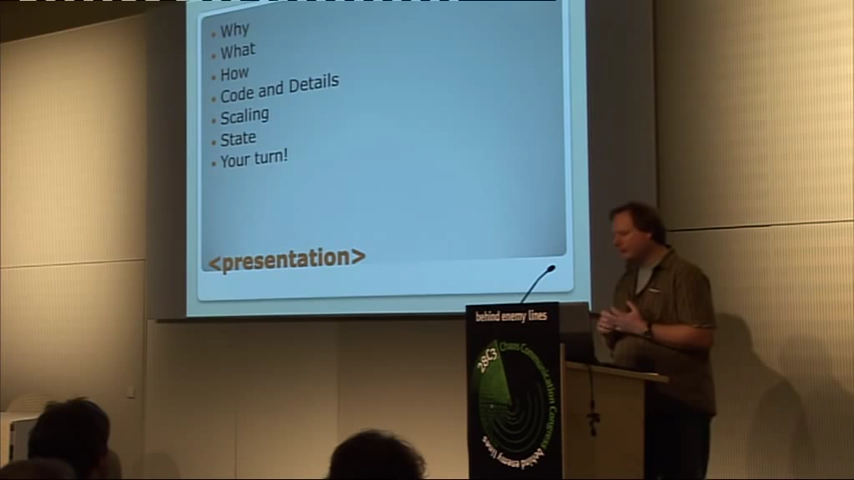 • Why
• What
• How
• Code and Details
• Scaling
• State
• Your turn!
<presentation>
behind enemy lines
28C3 Chaos Communication Congress
behind enemy lines